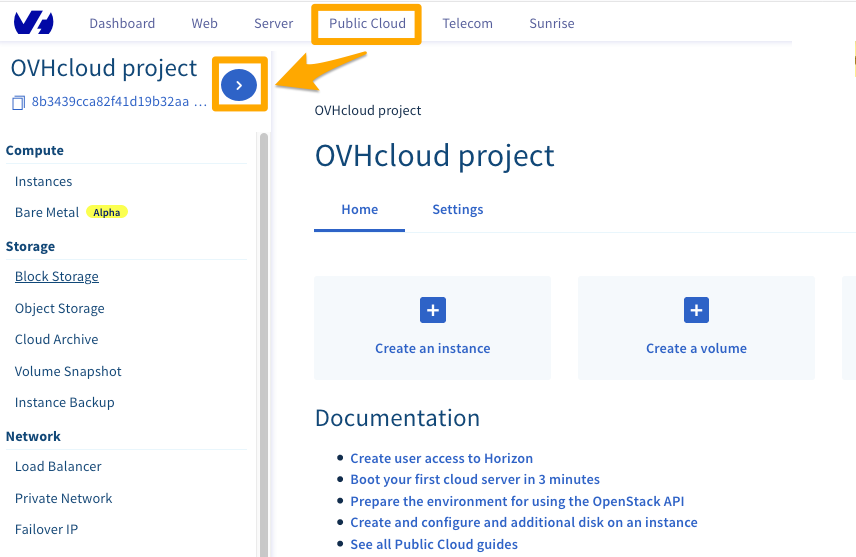 Dashboard Web Server Public Cloud Telecom Sunrise
OVHcloud project
8b3439cca82f41d19b32aa ...
Compute
Instances
Bare Metal Alpha
Storage
Block Storage
Object Storage
Cloud Archive
Volume Snapshot
Instance Backup
Network
Load Balancer
Private Network
Failover IP
OVHcloud project
OVHcloud project
Home Settings
Create an instance
Create a volume
Documentation
Create user access to Horizon
Boot your first cloud server in 3 minutes
Prepare the environment for using the OpenStack API
Create and configure and additional disk on an instance
See all Public Cloud guides